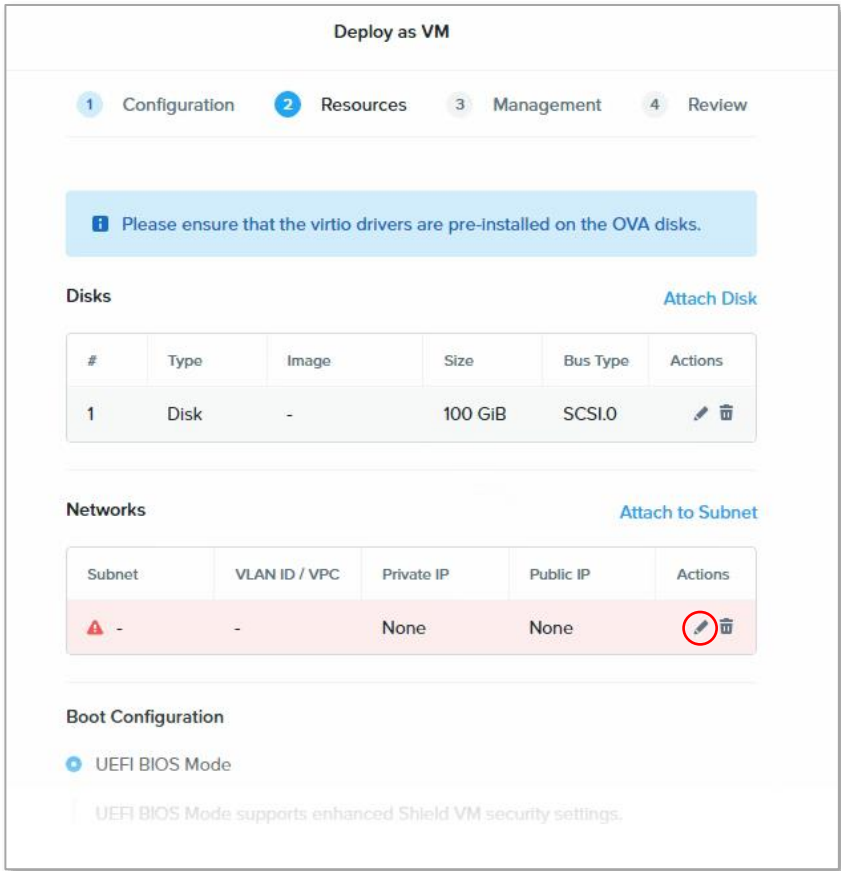 Deploy as VM
1 Configuration 2 Resources 3 Management 4 Review
Please ensure that the virtio drivers are pre-installed on the OVA disks.
Disks Attach Disk
# Type Image Size Bus Type Actions
1 Disk - 100 GiB SCSI.0
Networks Attach to Subnet
Subnet VLAN ID / VPC Private IP Public IP Actions
- - None None
Boot Configuration
UEFI BIOS Mode
UEFI BIOS Mode supports enhanced Shield VM security settings.